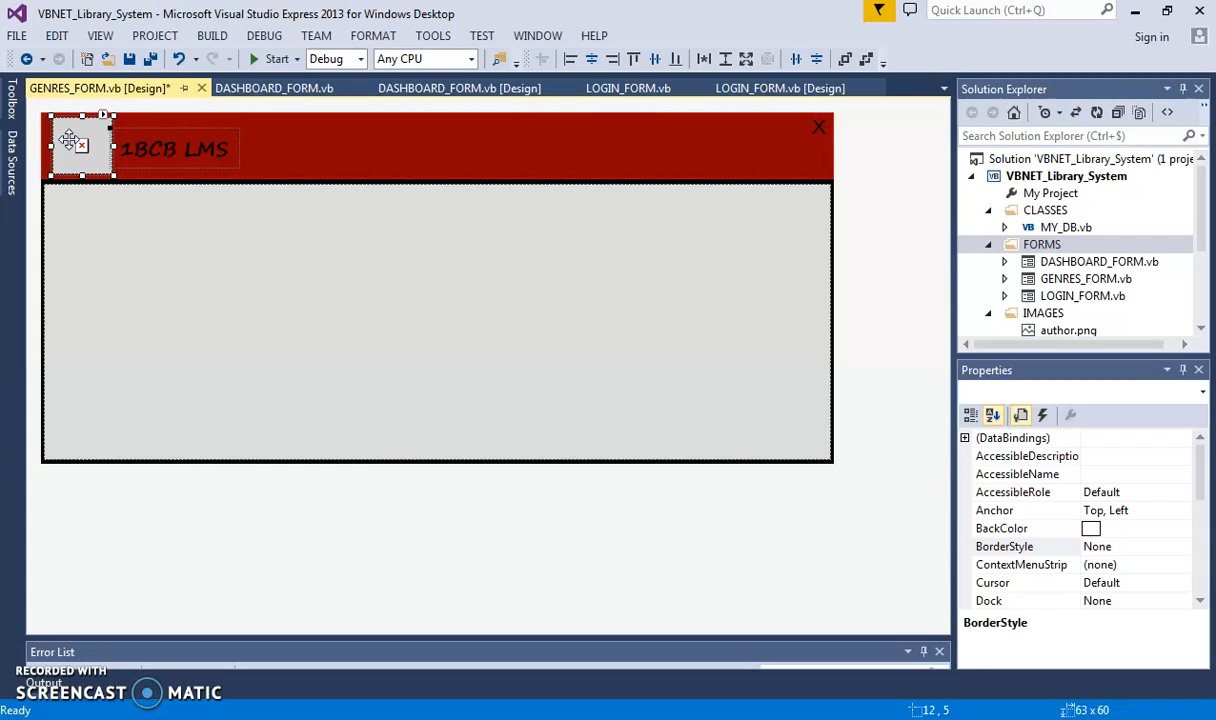 VBNET_Library_System - Microsoft Visual Studio Express 2013 for Windows Desktop
Quick Launch (Ctrl+Q)
FILE EDIT VIEW PROJECT BUILD DEBUG TEAM FORMAT TOOLS TEST WINDOW HELP
Sign in
Start Debug Any CPU
Toolbox
Data Sources
GENRES_FORM.vb [Design]* DASHBOARD_FORM.vb DASHBOARD_FORM.vb [Design] LOGIN_FORM.vb LOGIN_FORM.vb [Design]
X
1BCB LMS
Solution Explorer
Search Solution Explorer (Ctrl+$)
Solution 'VBNET_Library_System' (1 proje
VB VBNET_Library_System
My Project
CLASSES
VB MY_DB.vb
FORMS
DASHBOARD_FORM.vb
GENRES_FORM.vb
LOGIN_FORM.vb
IMAGES
author.png
Properties
(DataBindings)
AccessibleDescriptio
AccessibleName
AccessibleRole Default
Anchor Top, Left
BackColor
BorderStyle None
ContextMenuStrip (none)
Cursor Default
Dock None
BorderStyle
Error List
RECORDED WITH
Output
SCREENCAST MATIC
Ready
12 , 5
63 x 60